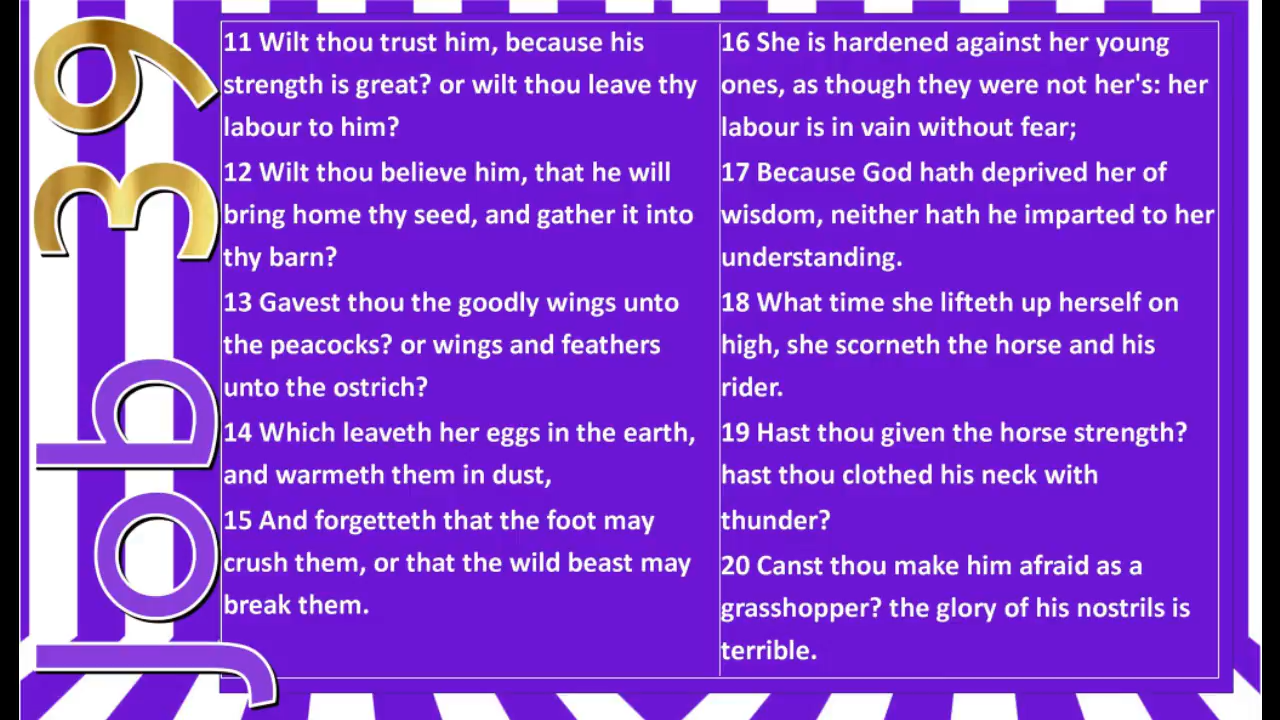 Job 39
11 Wilt thou trust him, because his
strength is great? or wilt thou leave thy
labour to him?
12 Wilt thou believe him, that he will
bring home thy seed, and gather it into
thy barn?
13 Gavest thou the goodly wings unto
the peacocks? or wings and feathers
unto the ostrich?
14 Which leaveth her eggs in the earth,
and warmeth them in dust,
15 And forgetteth that the foot may
crush them, or that the wild beast may
break them.
16 She is hardened against her young
ones, as though they were not her's: her
labour is in vain without fear;
17 Because God hath deprived her of
wisdom, neither hath he imparted to her
understanding.
18 What time she lifteth up herself on
high, she scorneth the horse and his
rider.
19 Hast thou given the horse strength?
hast thou clothed his neck with
thunder?
20 Canst thou make him afraid as a
grasshopper? the glory of his nostrils is
terrible.